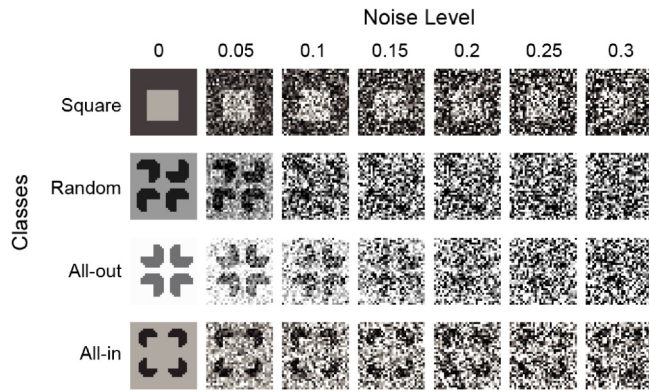 Noise Level
0 0.05 0.1 0.15 0.2 0.25 0.3
Classes
Square
Random
All-out
All-in